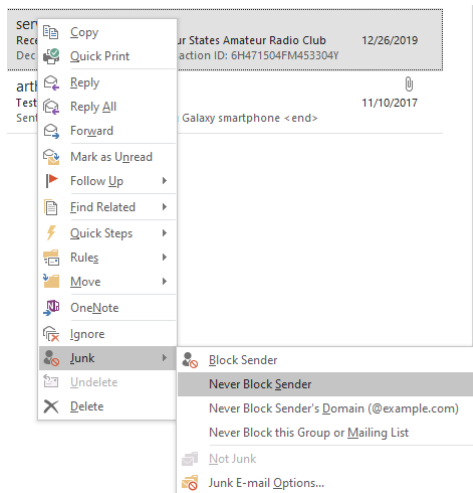 ser
Rece ur States Amateur Radio Club 12/26/2019
Dec action ID: 6H471504FM453304Y
arth
Test 11/10/2017
Sent Galaxy smartphone <end>
Copy
Quick Print
Reply
Reply All
Forward
Mark as Unread
Follow Up
Find Related
Quick Steps
Rules
Move
OneNote
Ignore
Junk
Undelete
Delete
Block Sender
Never Block Sender
Never Block Sender's Domain (@example.com)
Never Block this Group or Mailing List
Not Junk
Junk E-mail Options...